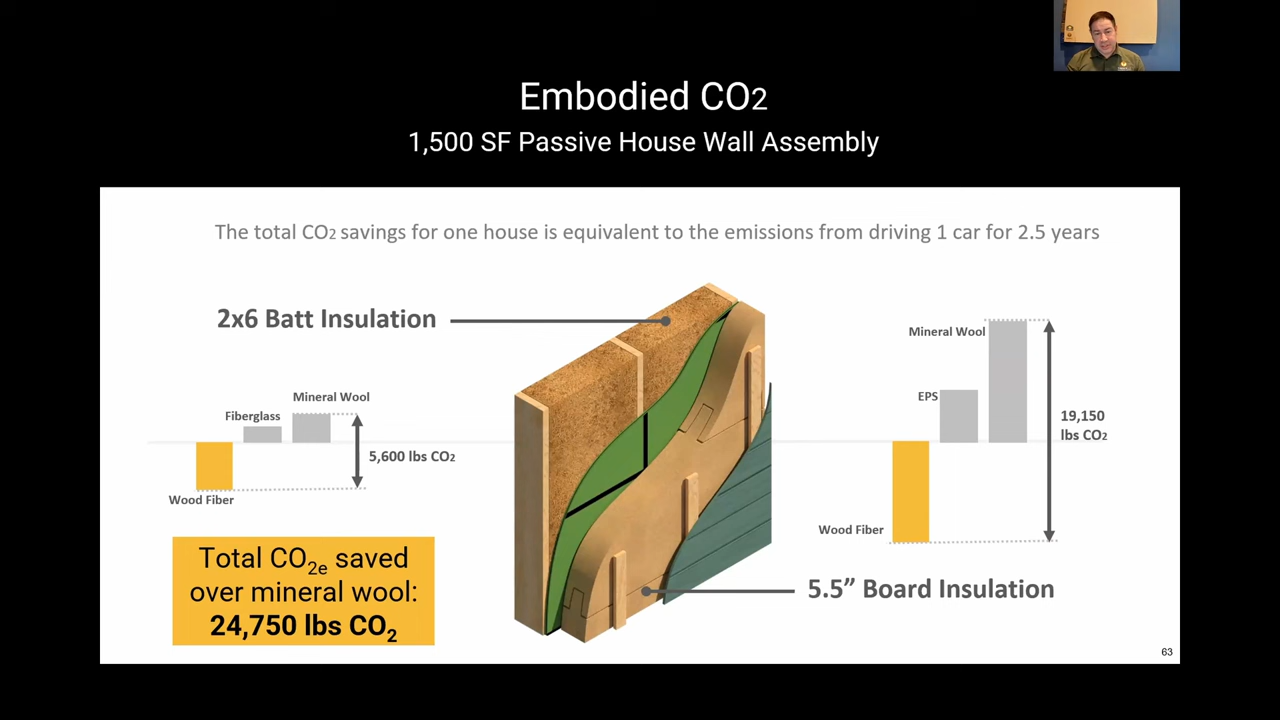 Embodied CO2
1,500 SF Passive House Wall Assembly
The total CO2 savings for one house is equivalent to the emissions from driving 1 car for 2.5 years
2x6 Batt Insulation
Mineral Wool
Fiberglass
5,600 lbs CO2
Wood Fiber
Total CO2e saved
over mineral wool:
24,750 lbs CO2
Mineral Wool
EPS
19,150
lbs CO2
Wood Fiber
5.5” Board Insulation
63